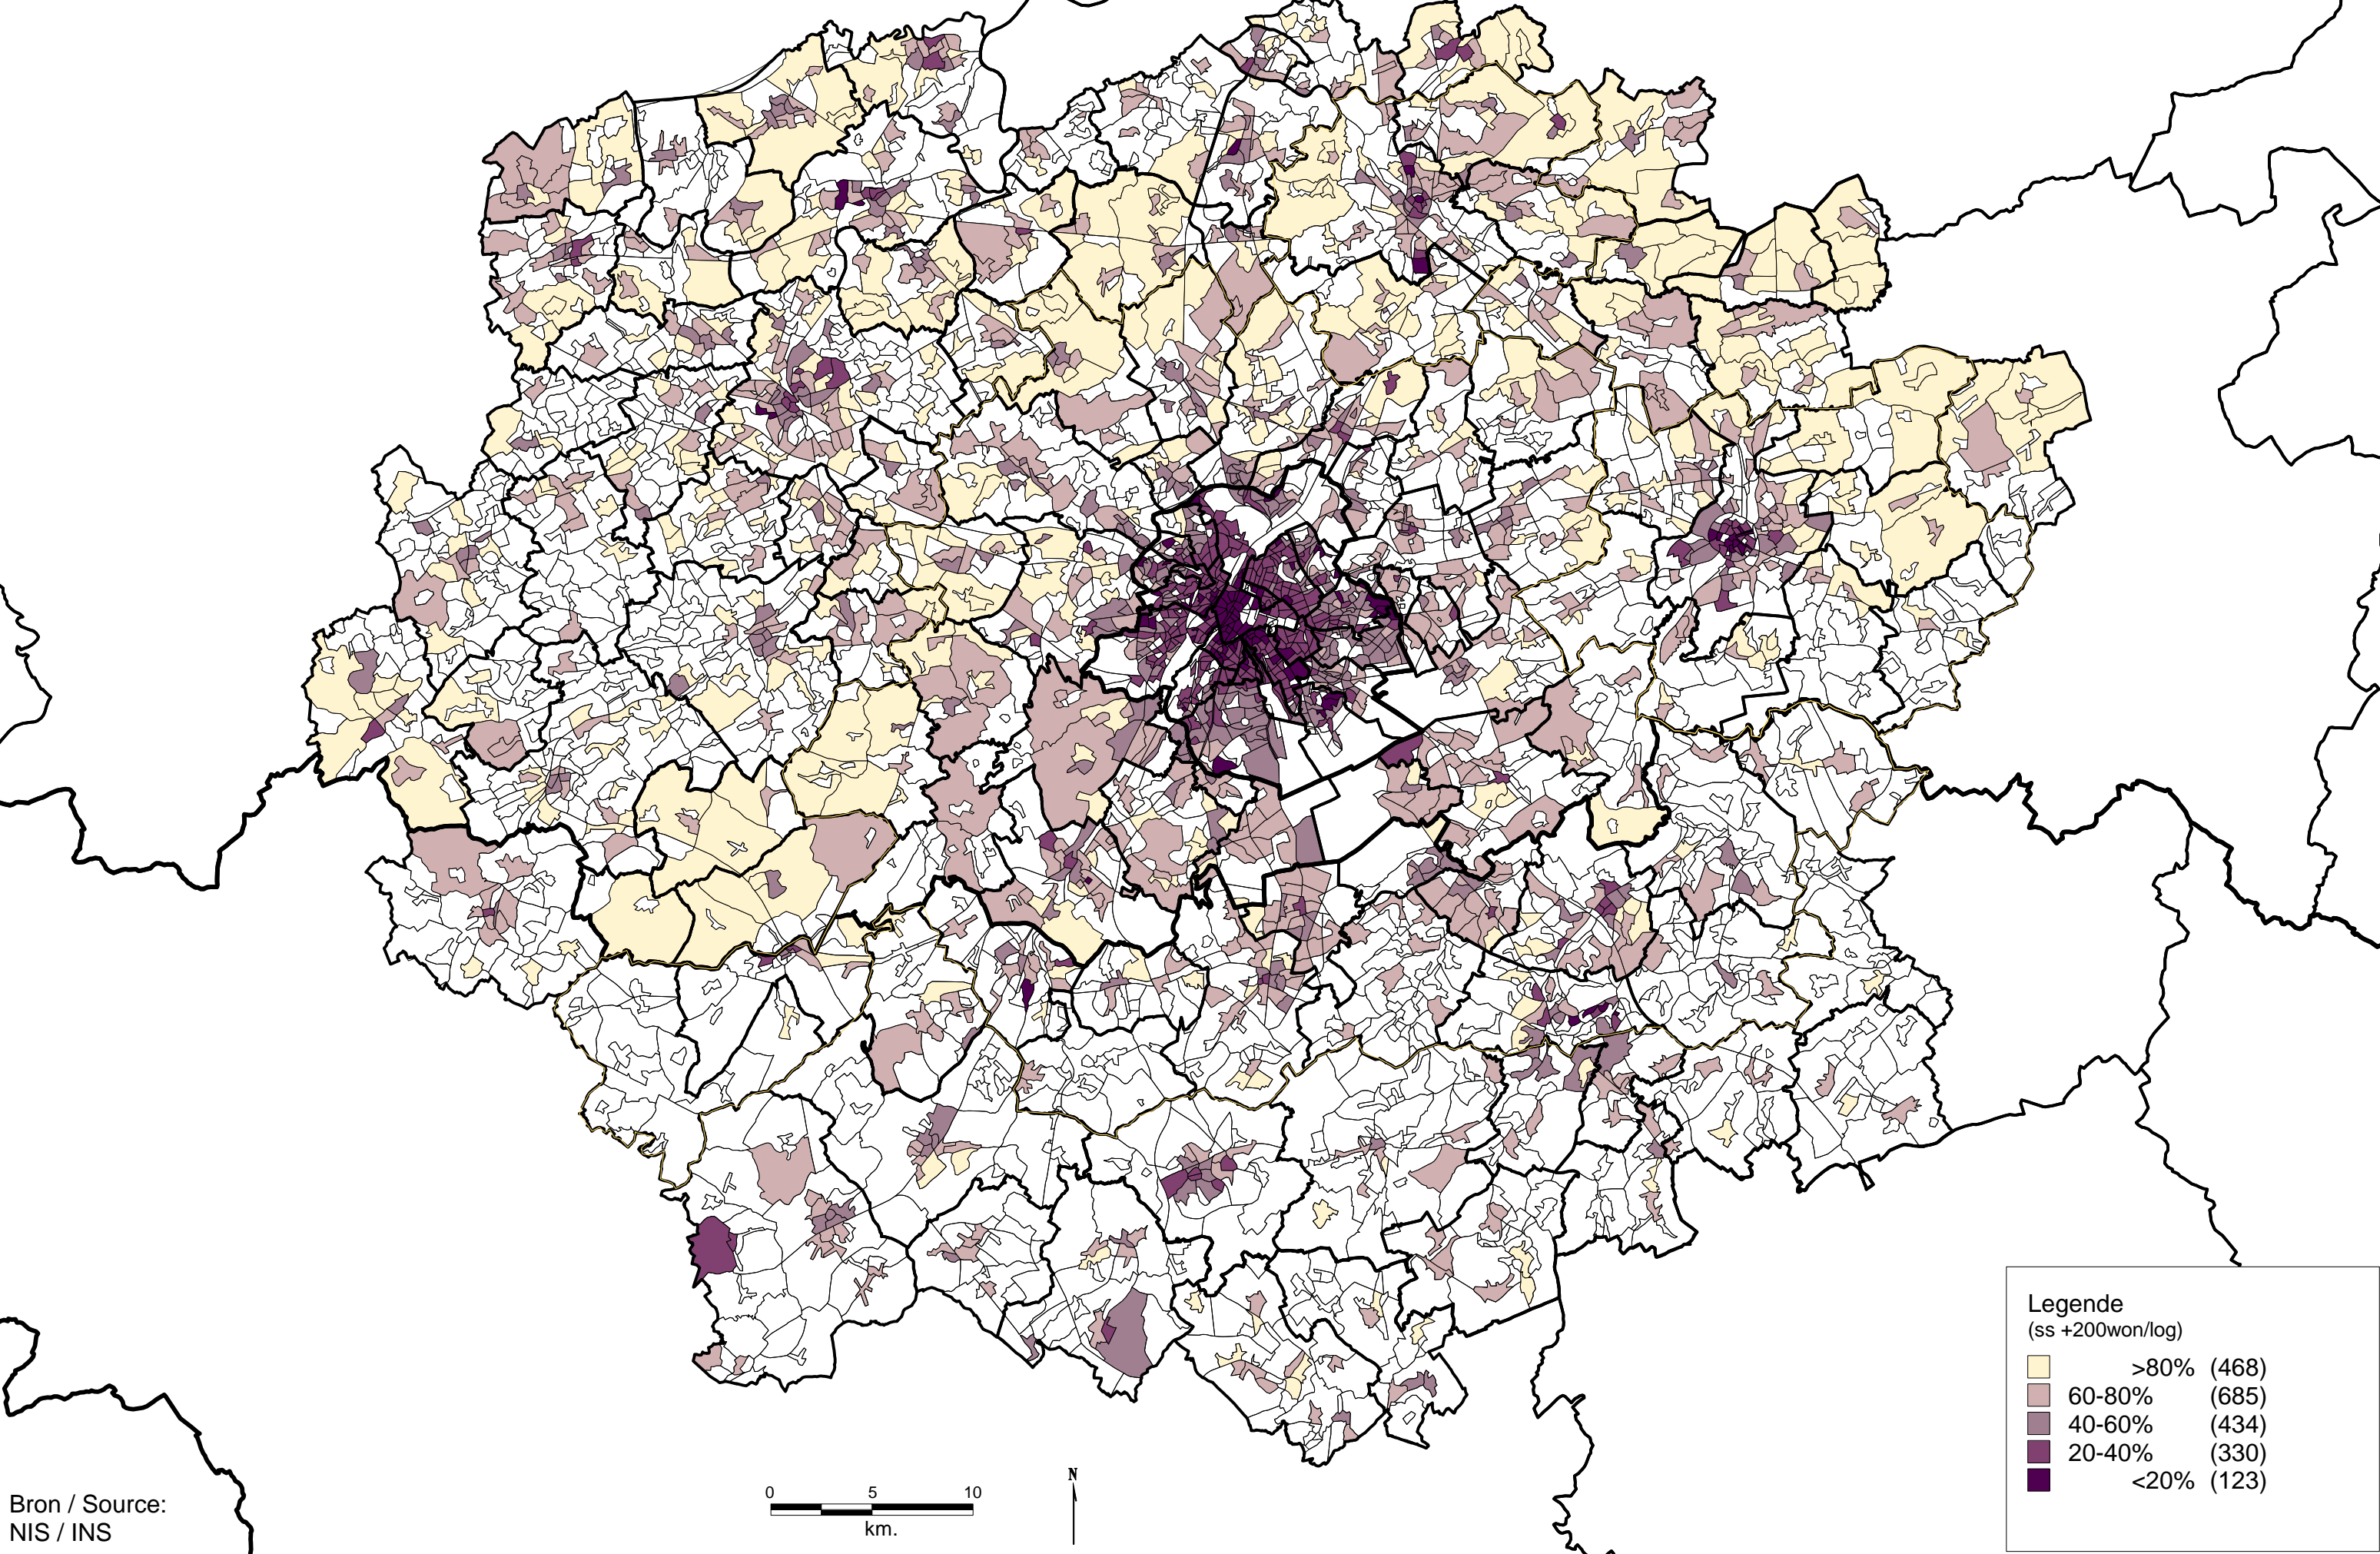 Legende
(ss +200won/log)
>80% (468)
60-80% (685)
40-60% (434)
20-40% (330)
<20% (123)
0 5 10
km.
N
Bron / Source:
NIS / INS